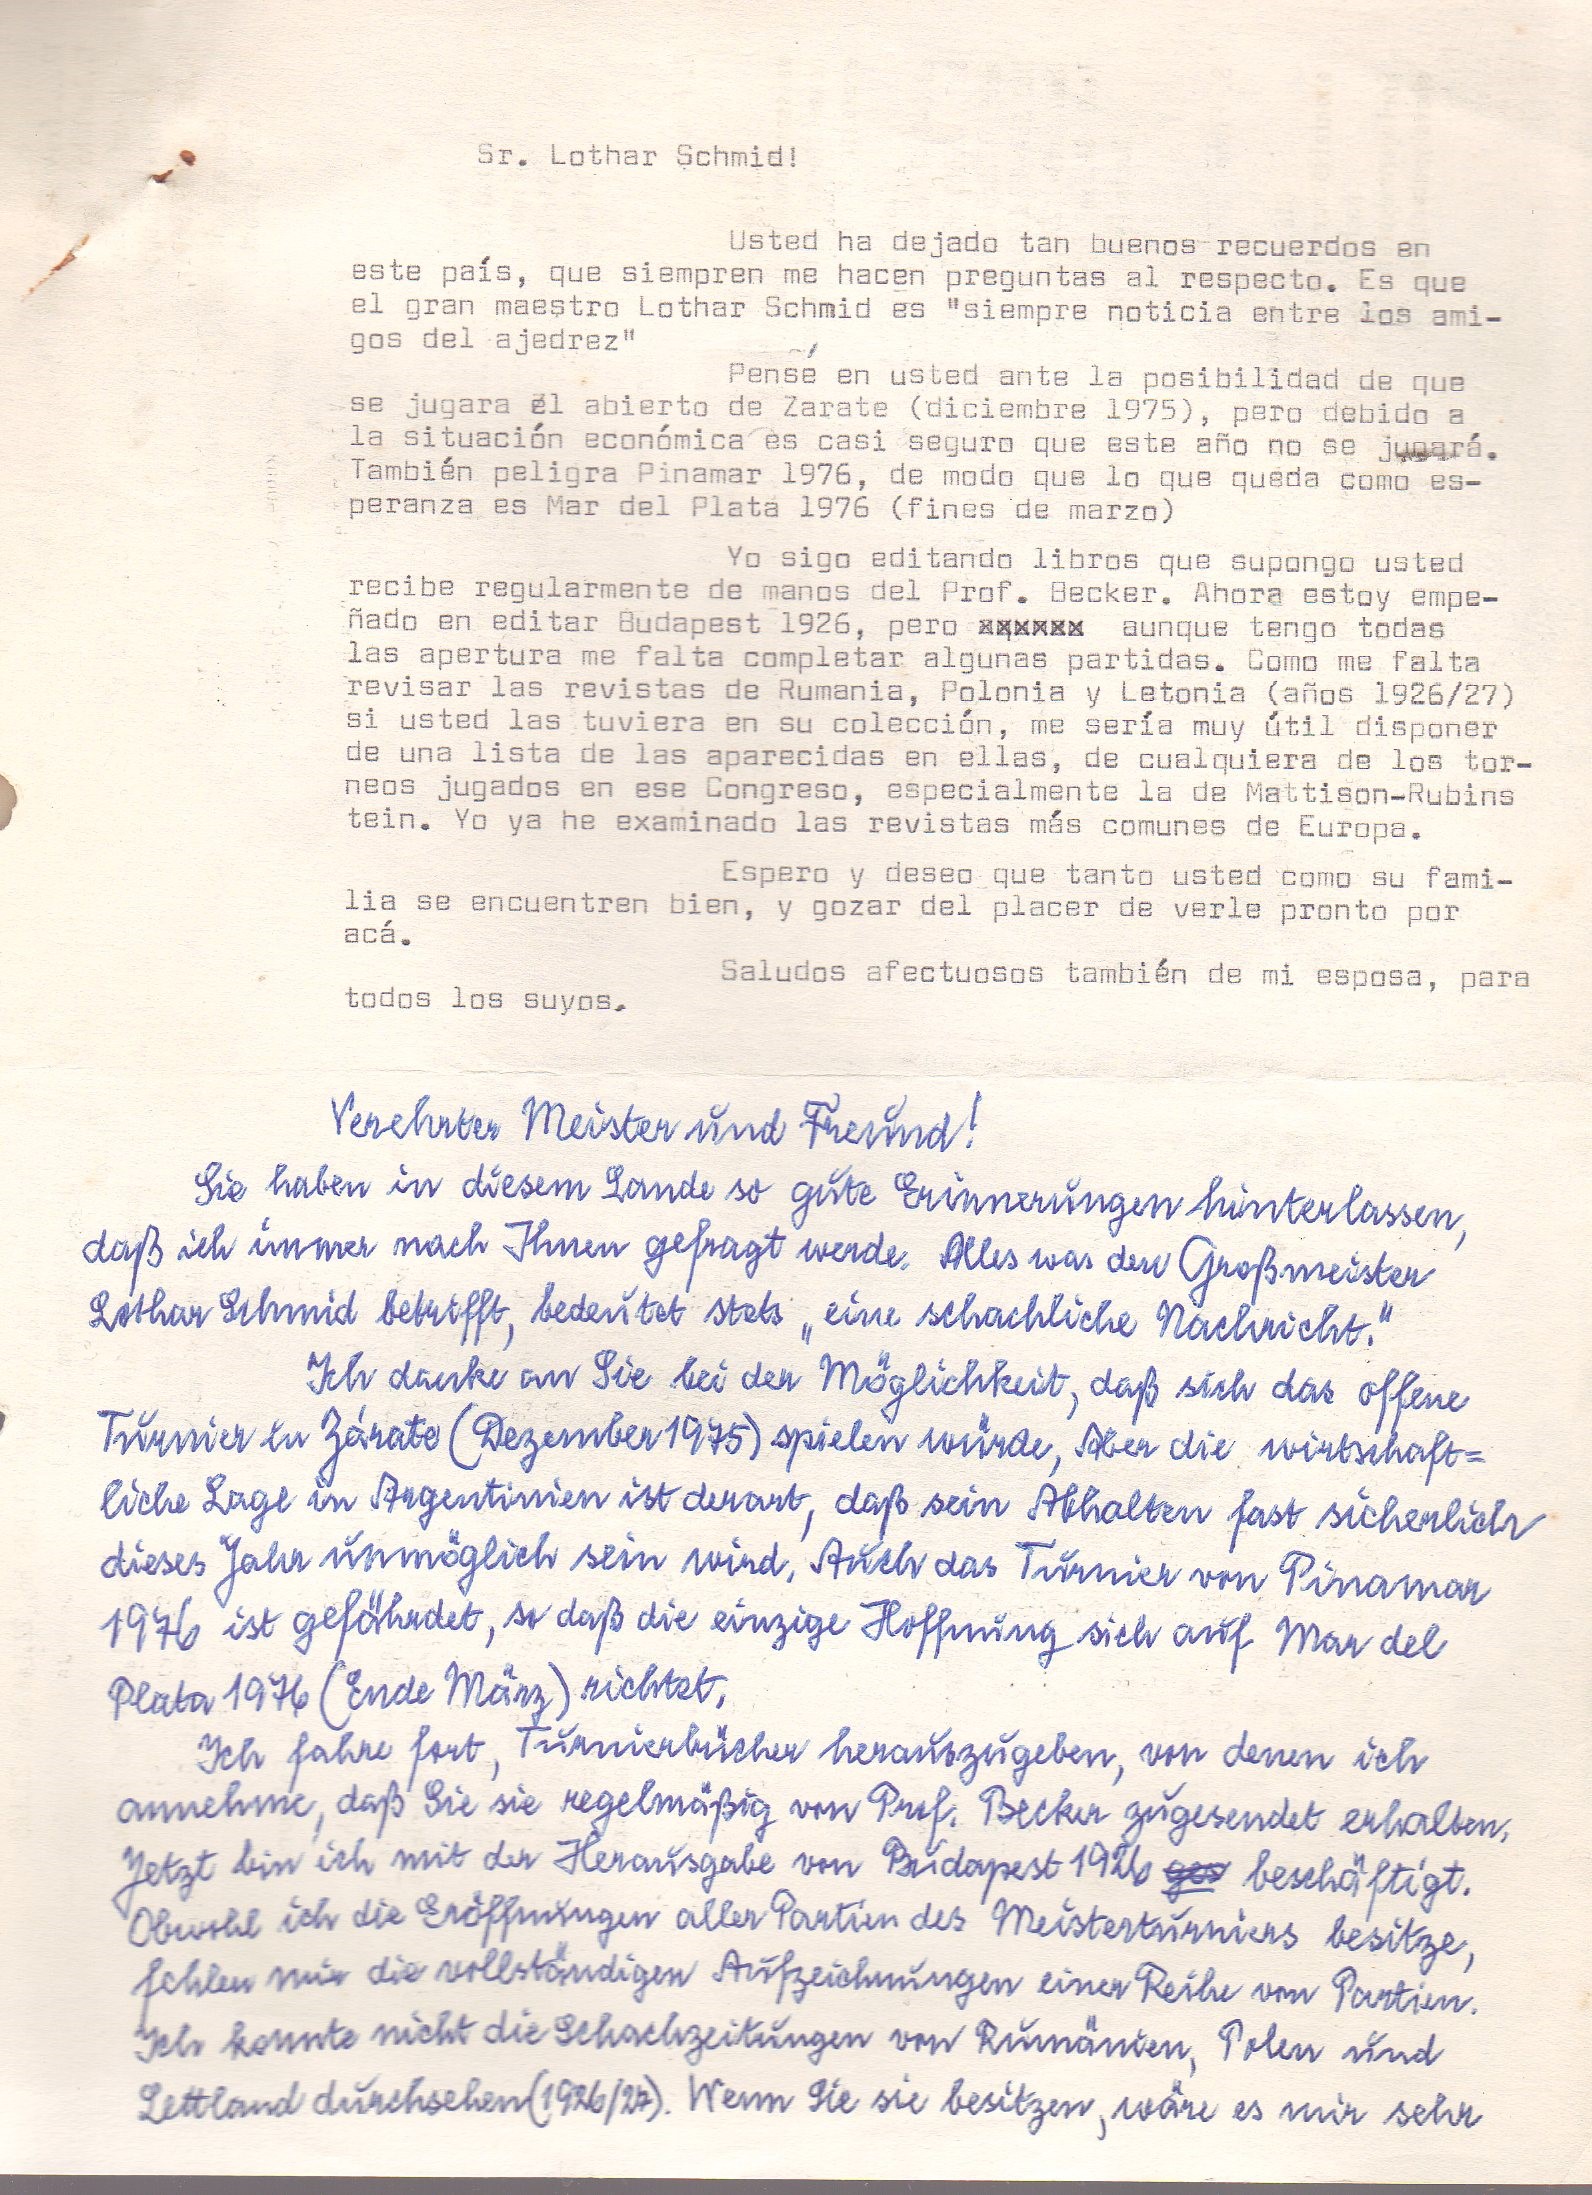 Sr. Lothar Schmid!
Usted ha dejado tan buenos recuerdos en
este país, que siempren me hacen preguntas al respecto. Es que
el gran maestro Lothar Schmid es "siempre noticia entre los ami-
gos del ajedrez"
Pensé en usted ante la posibilidad de que
se jugara el abierto de Zarate (diciembre 1975), pero debido a
la situación económica es casi seguro que este año no se jugará.
También peligra Pinamar 1976, de modo que lo que queda como es-
peranza es Mar del Plata 1976 (fines de marzo)
Yo sigo editando libros que supongo usted
recibe regularmente de manos del Prof. Becker. Ahora estoy empe-
ñado en editar Budapest 1926, pero xxxxxx aunque tengo todas
las apertura me falta completar algunas partidas. Como me falta
revisar las revistas de Rumania, Polonia y Letonia (años 1926/27)
si usted las tuviera en su colección, me sería muy útil disponer
de una lista de las aparecidas en ellas, de cualquiera de los tor-
neos jugados en ese Congreso, especialmente la de Mattison-Rubins
tein. Yo ya he examinado las revistas más comunes de Europa.
Espero y deseo que tanto usted como su fami-
lia se encuentren bien, y gozar del placer de verle pronto por
acá.
Saludos afectuosos también de mi esposa, para
todos los suyos.
Verehrter Meister und Freund!
Sie haben in diesem Lande so gute Erinnerungen hinterlassen,
daß ich immer nach Ihnen gefragt werde. Alles was den Großmeister
Lothar Schmid betrifft, bedeutet stets „eine schachliche Nachricht."
Ich danke an Sie bei der Möglichkeit, daß sich das offene
Turnier in Zárate (Dezember 1975) spielen würde, Aber die wirtschaft=
liche Lage in Argentinien ist derart, daß sein Abhalten fast sicherlich
dieses Jahr unmöglich sein wird. Auch das Turnier von Pinamar
1976 ist gefährdet, so daß die einzige Hoffnung sich auf Mar del
Plata 1976 (Ende März) richtet.
Ich fahre fort, Turnierbücher herauszugeben, von denen ich
annehme, daß Sie sie regelmäßig von Prof. Becker zugesendet erhalten.
Jetzt bin ich mit der Herausgabe von Budapest 1926 ges beschäftigt.
Obwohl ich die Eröffnungen aller Partien des Meisterturniers besitze,
fehlen mir die vollständigen Aufzeichnungen einer Reihe von Partien.
Ich konnte nicht die Schachzeitungen von Rumänien, Polen und
Lettland durchsehen (1926/27). Wenn Sie sie besitzen, wäre es mir sehr